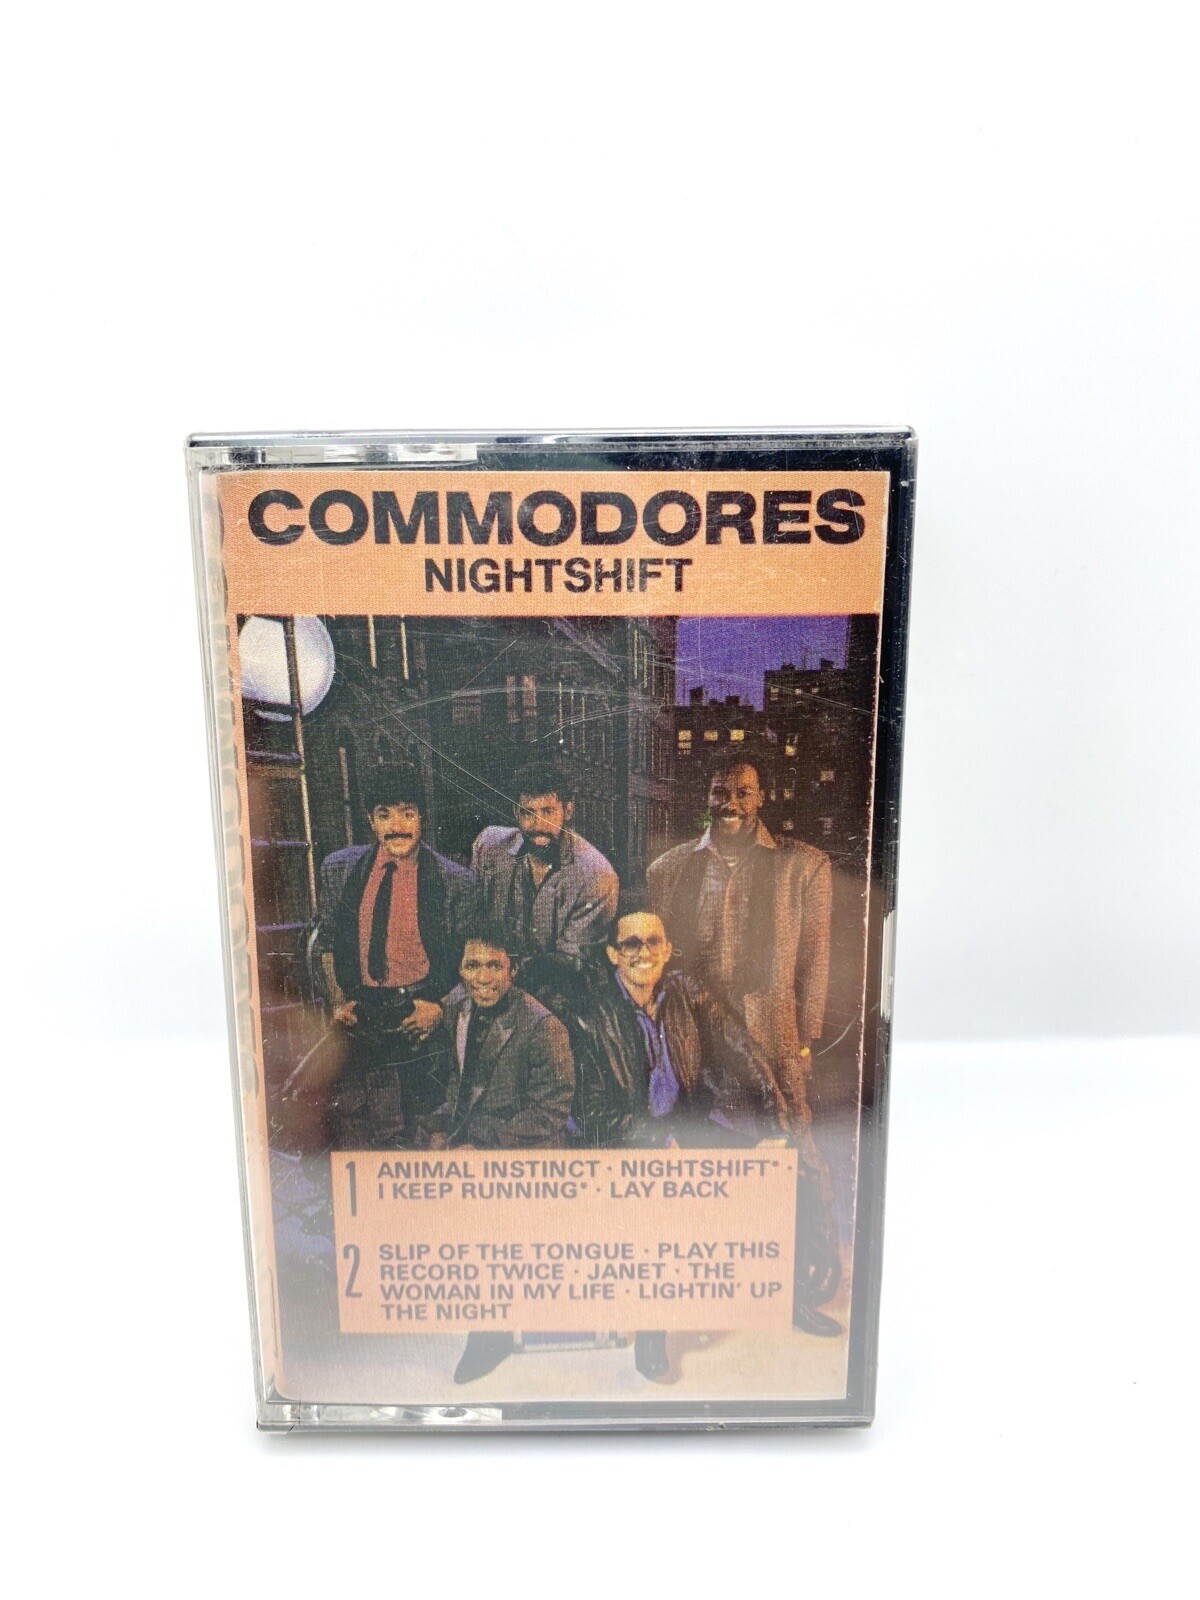 COMMODORES
NIGHTSHIFT
1
ANIMAL INSTINCT · NIGHTSHIFT* ·
I KEEP RUNNING* · LAY BACK
2
SLIP OF THE TONGUE · PLAY THIS
RECORD TWICE · JANET · THE
WOMAN IN MY LIFE · LIGHTIN' UP
THE NIGHT